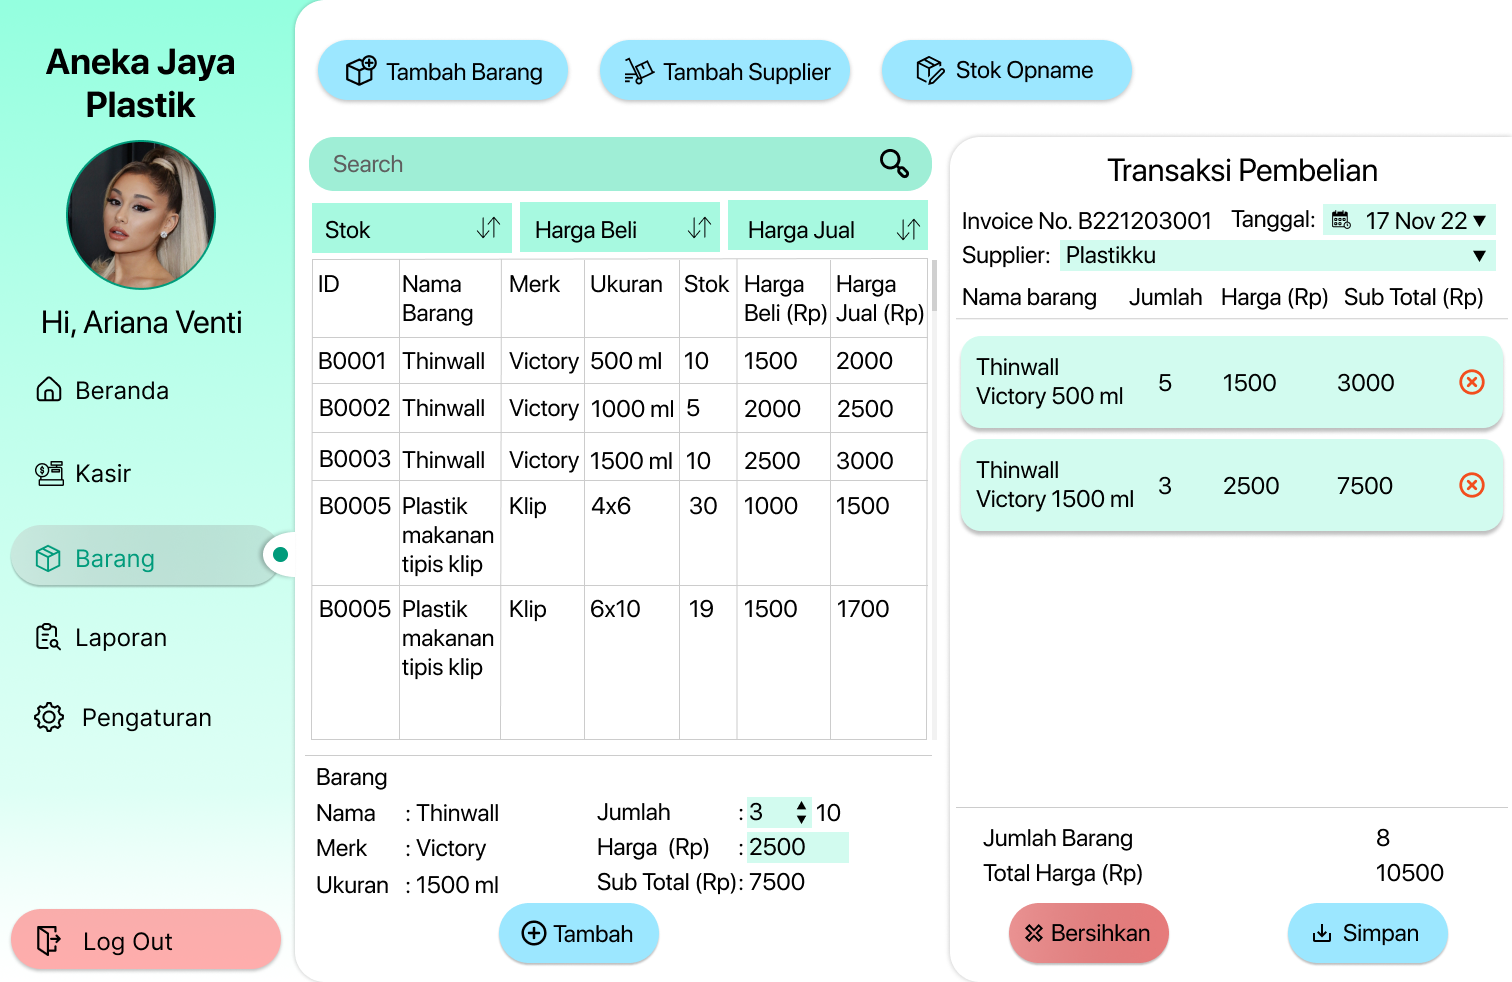 Aneka Jaya
Plastik
Hi, Ariana Venti
Beranda
Kasir
Barang
Laporan
Pengaturan
Log Out
Tambah Barang
Tambah Supplier
Stok Opname
Search
Stok
Harga Beli
Harga Jual
ID Nama Barang Merk Ukuran Stok Harga Beli (Rp) Harga Jual (Rp)
B0001 Thinwall Victory 500 ml 10 1500 2000
B0002 Thinwall Victory 1000 ml 5 2000 2500
B0003 Thinwall Victory 1500 ml 10 2500 3000
B0005 Plastik makanan tipis klip Klip 4x6 30 1000 1500
B0005 Plastik makanan tipis klip Klip 6x10 19 1500 1700
Barang
Nama : Thinwall
Merk : Victory
Ukuran : 1500 ml
Jumlah : 3 10
Harga (Rp) : 2500
Sub Total (Rp): 7500
Tambah
Transaksi Pembelian
Invoice No. B221203001 Tanggal: 17 Nov 22
Supplier: Plastikku
Nama barang Jumlah Harga (Rp) Sub Total (Rp)
Thinwall
Victory 500 ml 5 1500 3000
Thinwall
Victory 1500 ml 3 2500 7500
Jumlah Barang 8
Total Harga (Rp) 10500
Bersihkan
Simpan